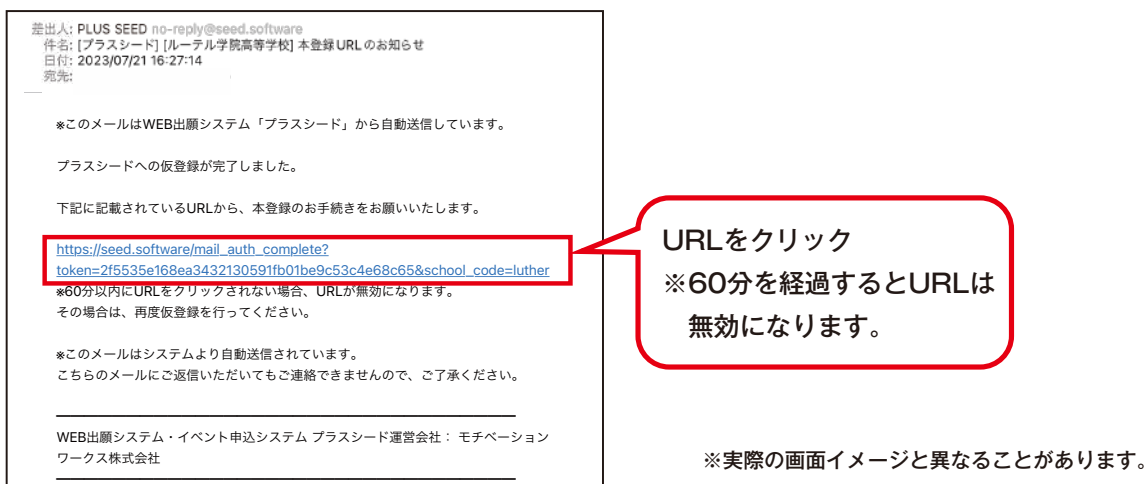 差出人: PLUS SEED no-reply@seed.software
件名: [プラスシード] [ルーテル学院高等学校] 本登録URLのお知らせ
日付: 2023/07/21 16:27:14
宛先:
※このメールはWEB出願システム「プラスシード」から自動送信しています。
プラスシードへの仮登録が完了しました。
下記に記載されているURLから、本登録のお手続きをお願いいたします。
https://seed.software/mail_auth_complete?
token=2f5535e168ea3432130591fb01be9c53c4e68c65&school_code=luther
※60分以内にURLをクリックされない場合、URLが無効になります。
その場合は、再度仮登録を行ってください。
※このメールはシステムより自動送信されています。
こちらのメールにご返信いただいてもご連絡できませんので、ご了承ください。
WEB出願システム・イベント申込システム プラスシード運営会社： モチベーション
ワークス株式会社
URLをクリック
※60分を経過するとURLは
無効になります。
※実際の画面イメージと異なることがあります。